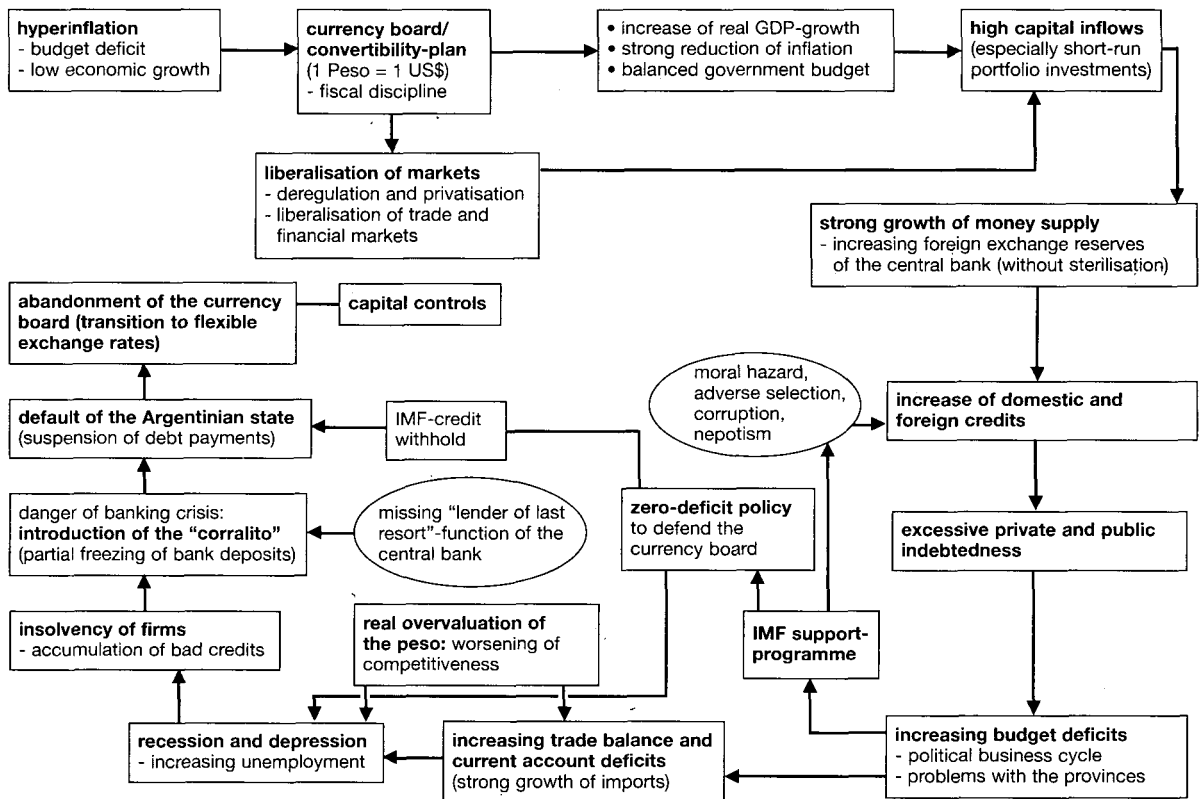 hyperinflation
- budget deficit
- low economic growth
currency board/
convertibility-plan
(1 Peso = 1 US$)
- fiscal discipline
• increase of real GDP-growth
• strong reduction of inflation
• balanced government budget
high capital inflows
(especially short-run
portfolio investments)
liberalisation of markets
- deregulation and privatisation
- liberalisation of trade and
financial markets
strong growth of money supply
- increasing foreign exchange reserves
of the central bank (without sterilisation)
abandonment of the currency
board (transition to flexible
exchange rates)
capital controls
moral hazard,
adverse selection,
corruption,
nepotism
increase of domestic and
foreign credits
default of the Argentinian state
(suspension of debt payments)
IMF-credit
withhold
danger of banking crisis:
introduction of the "corralito"
(partial freezing of bank deposits)
missing "lender of last
resort"-function of the
central bank
zero-deficit policy
to defend the
currency board
excessive private and public
indebtedness
insolvency of firms
- accumulation of bad credits
real overvaluation of
the peso: worsening of
competitiveness
IMF support-
programme
recession and depression
- increasing unemployment
increasing trade balance and
current account deficits
(strong growth of imports)
increasing budget deficits
- political business cycle
- problems with the provinces